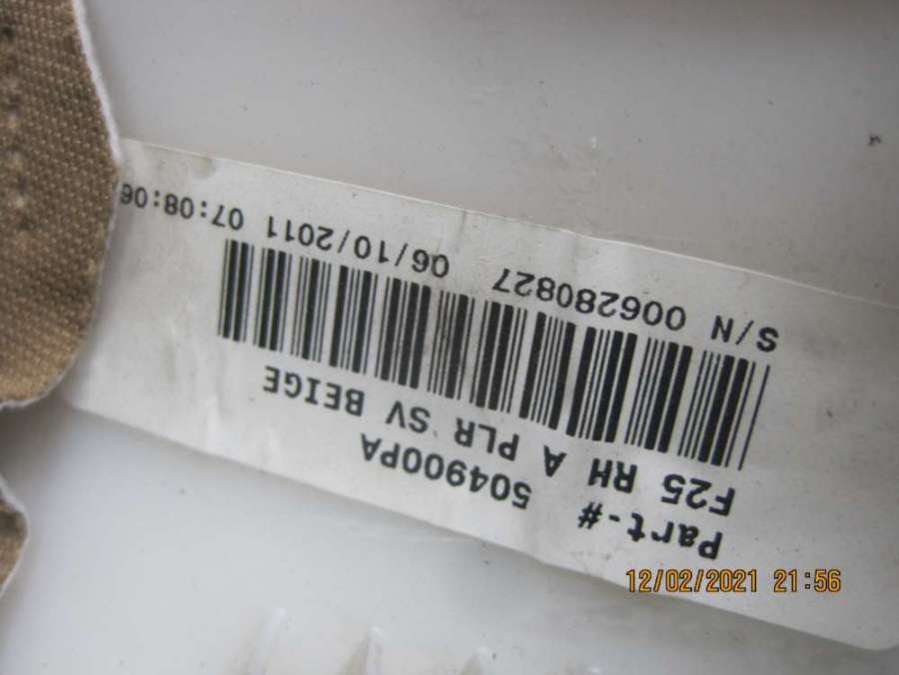 Part-# 504900PA
F25 RH A PLR SV BEIGE
S/N 006280827 06/10/2011 07:08:06
12/02/2021 21:56